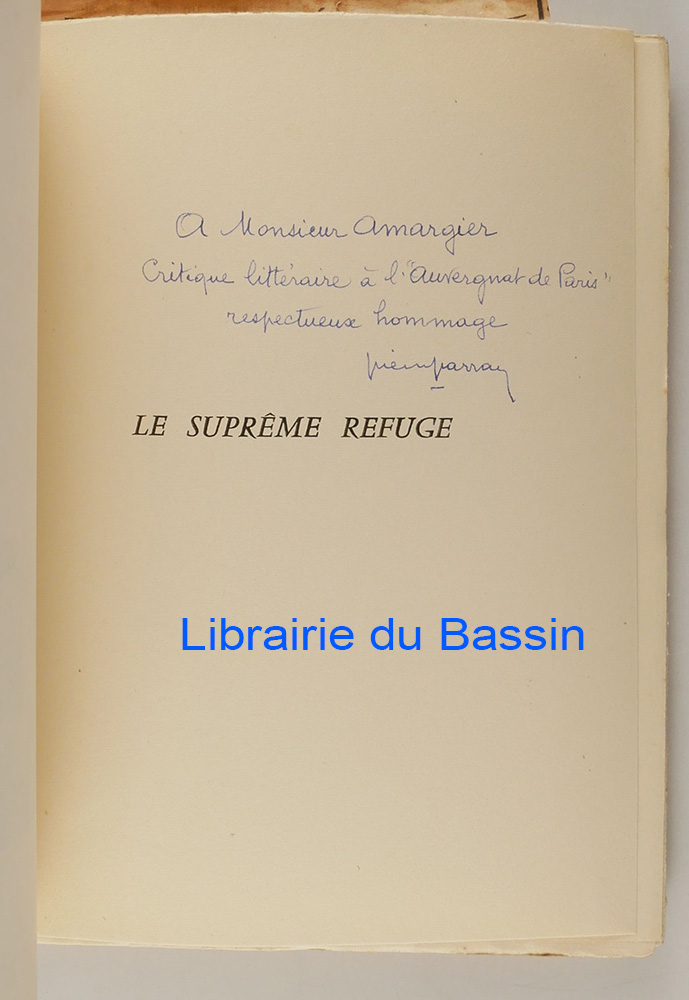 A Monsieur Amargier
Critique littéraire à l'"Auvergnat de Paris"
respectueux hommage
LE SUPRÊME REFUGE
Librairie du Bassin